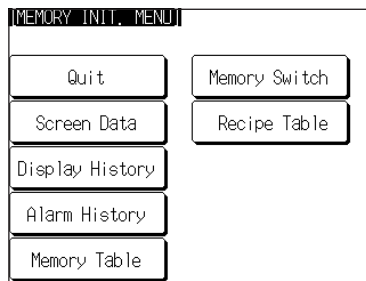 [MEMORY INIT. MENU]
Quit
Memory Switch
Screen Data
Recipe Table
Display History
Alarm History
Memory Table